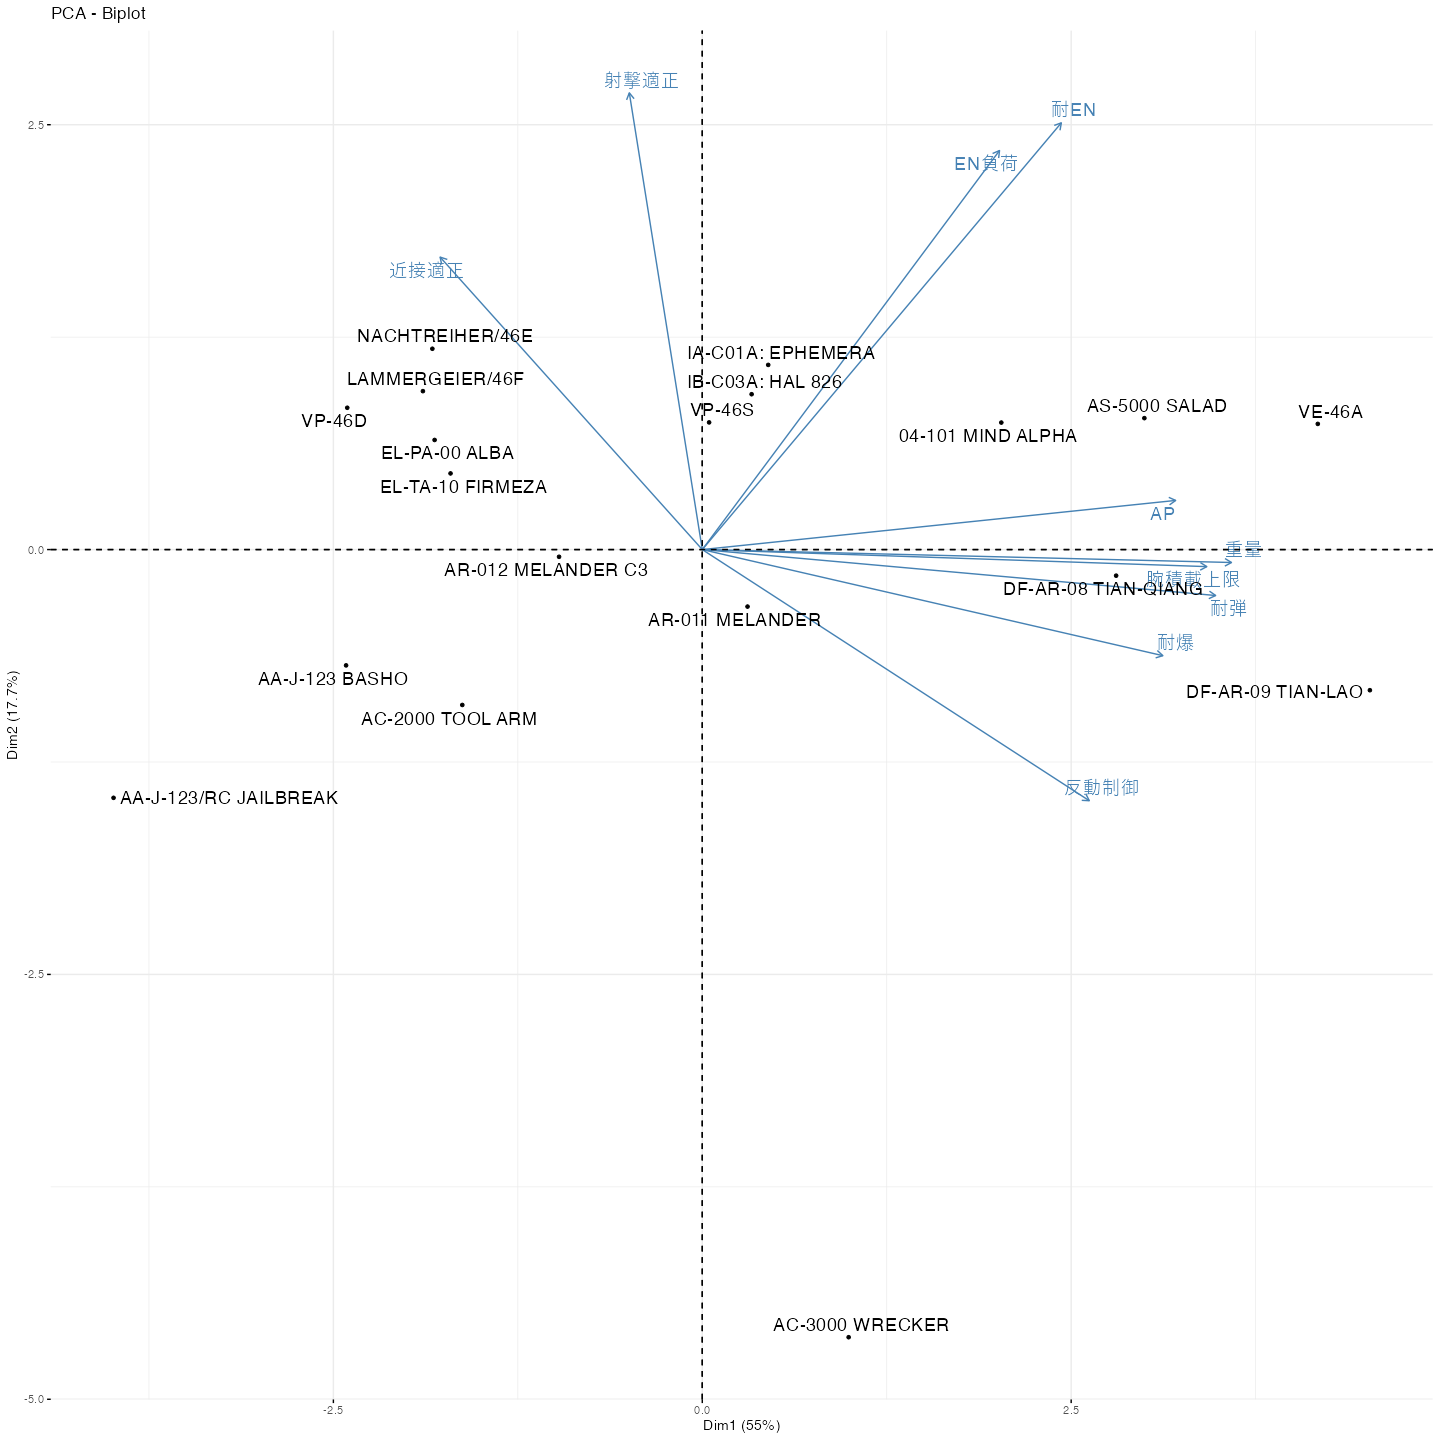 PCA - Biplot
射撃適正
耐EN
2.5
EN負荷
近接適正
NACHTREIHER/46E
IA-C01A: EPHEMERA
LAMMERGEIER/46F
IB-C03A: HAL 826
VP-46S
AS-5000 SALAD
VE-46A
VP-46D
04-101 MIND ALPHA
EL-PA-00 ALBA
EL-TA-10 FIRMEZA
AP
0.0
重量
AR-012 MELANDER C3
腕積載上限
DF-AR-08 TIAN-QIANG
耐弾
AR-011 MELANDER
耐爆
AA-J-123 BASHO
DF-AR-09 TIAN-LAO
AC-2000 TOOL ARM
Dim2 (17.7%)
反動制御
AA-J-123/RC JAILBREAK
-2.5
AC-3000 WRECKER
-5.0
-2.5
0.0
2.5
Dim1 (55%)